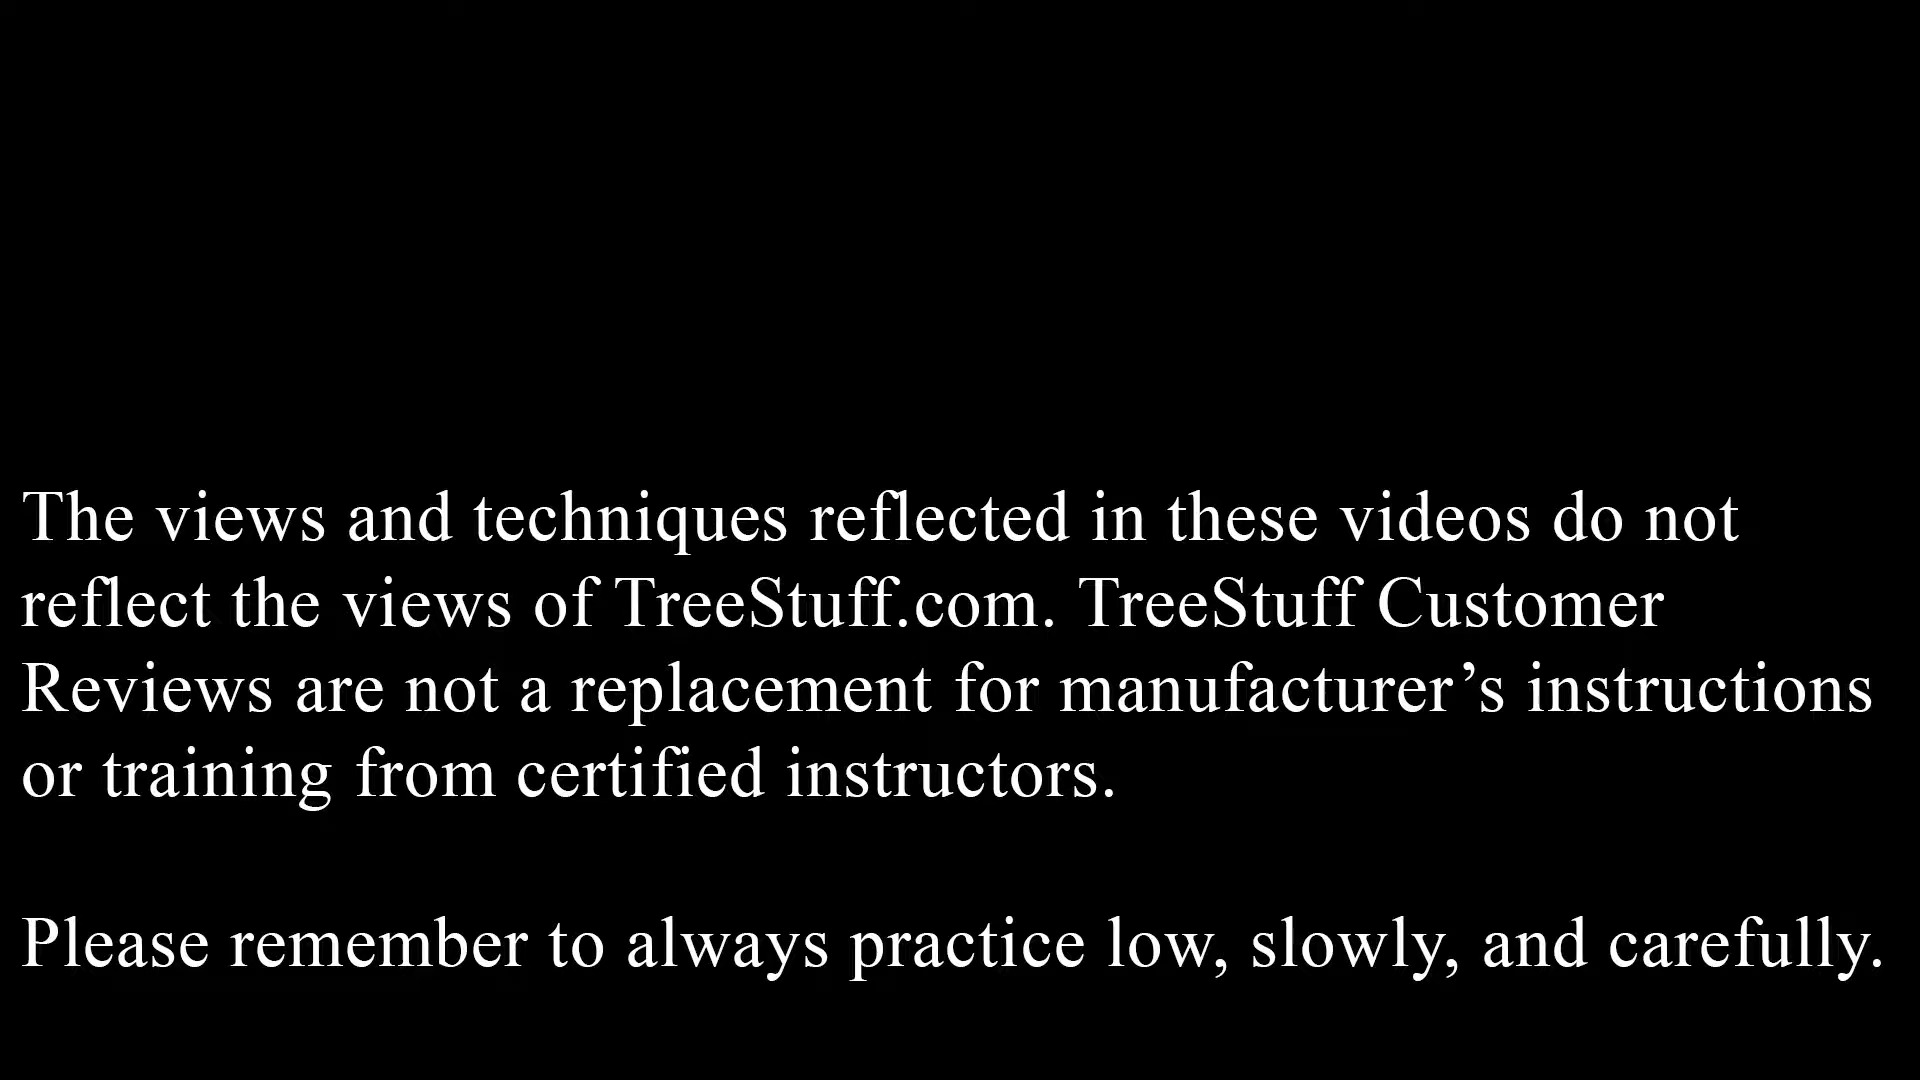 The views and techniques reflected in these videos do not
reflect the views of TreeStuff.com. TreeStuff Customer
Reviews are not a replacement for manufacturer’s instructions
or training from certified instructors.
Please remember to always practice low, slowly, and carefully.